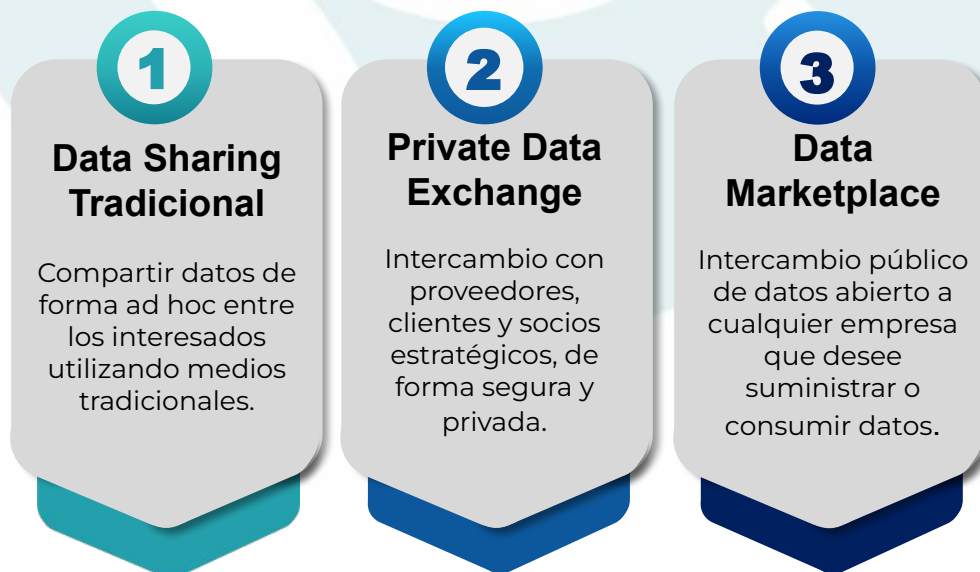 1
Data Sharing
Tradicional
Compartir datos de
forma ad hoc entre
los interesados
utilizando medios
tradicionales.
2
Private Data
Exchange
Intercambio con
proveedores,
clientes y socios
estratégicos, de
forma segura y
privada.
3
Data
Marketplace
Intercambio público
de datos abierto a
cualquier empresa
que desee
suministrar o
consumir datos.